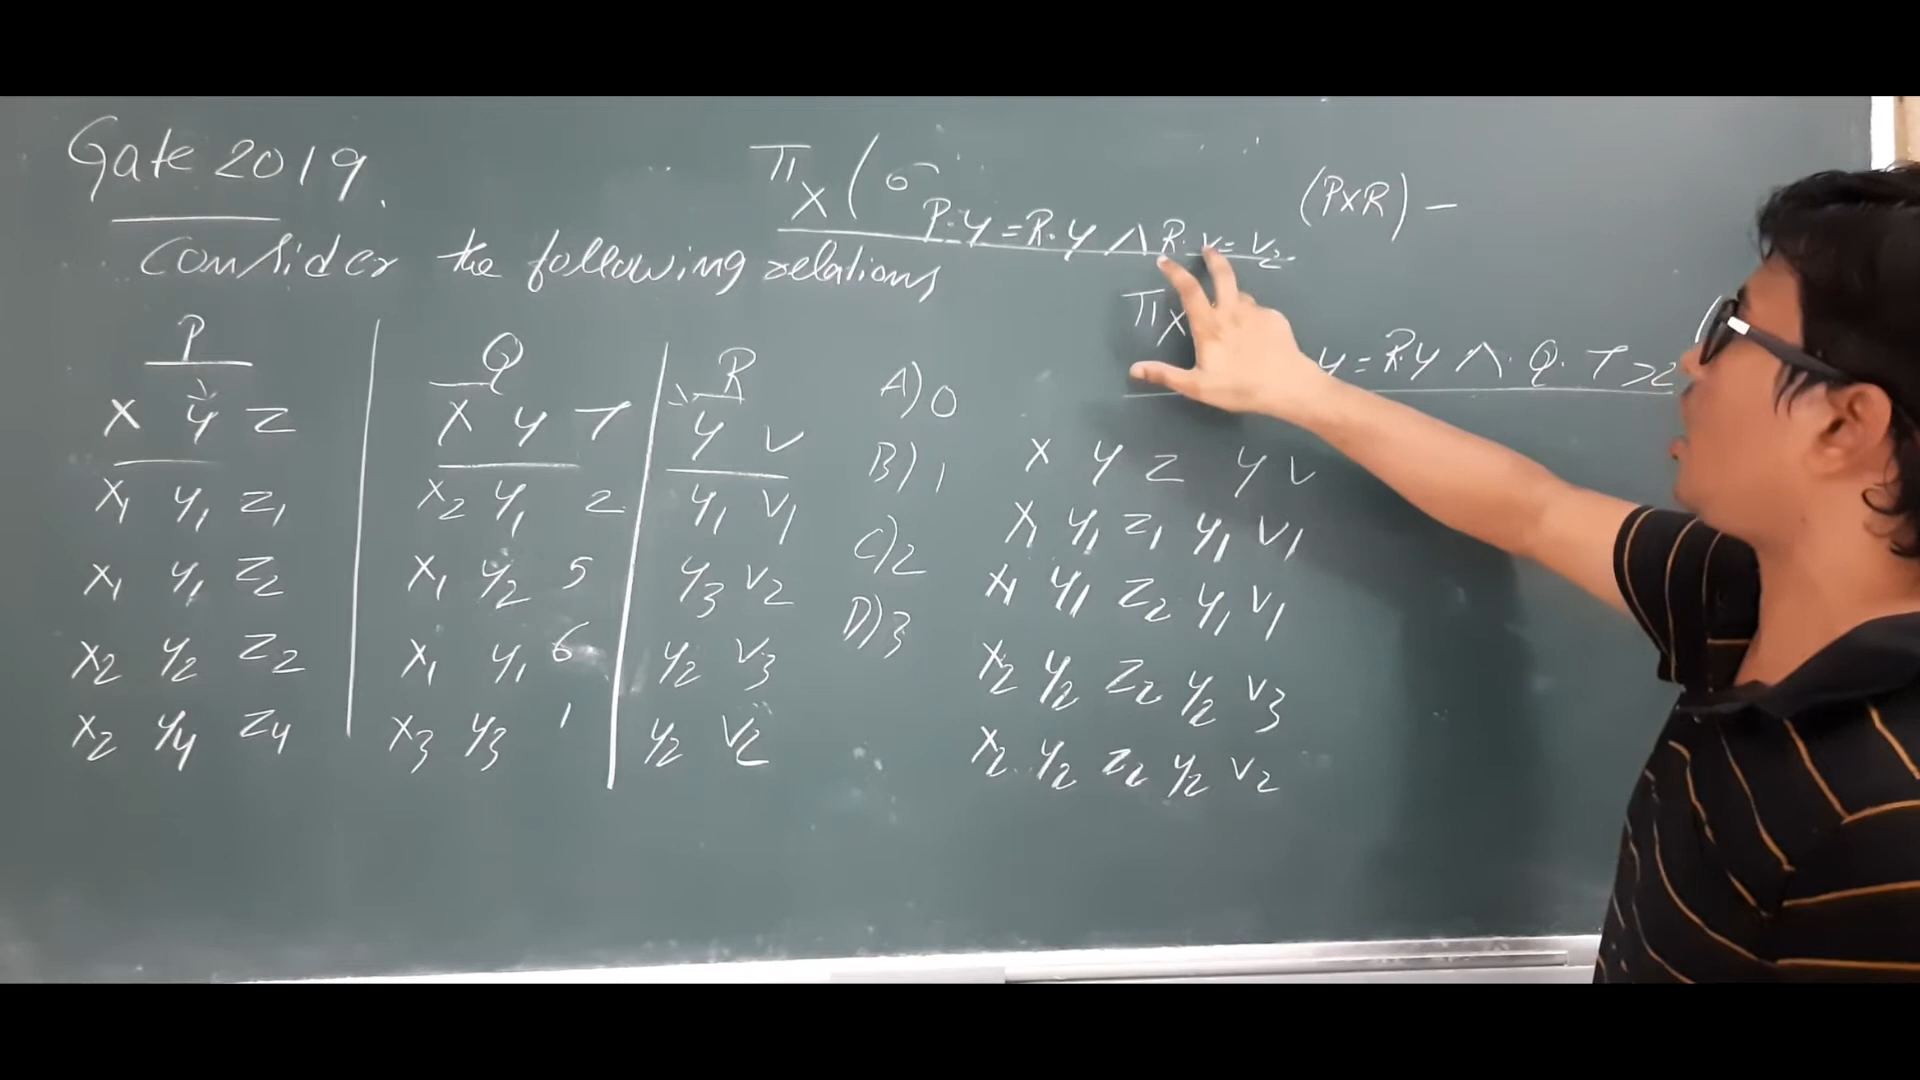 Gate 2019.
Consider the following relations
π X ( σ P.y = R.y ∧ R.v = v2 (P×R) –
π X y = R.y ∧ Q.T > 2 (
P
X y Z
x1 y1 z1
x1 y1 z2
x2 y2 z2
x2 y4 z4
Q
X y T
x2 y1 2
x1 y2 5
x1 y1 6
x3 y3 1
R
y v
y1 v1
y3 v2
y2 v3
y2 v2
A) 0
B) 1
C) 2
D) 3
X y Z y v
x1 y1 z1 y1 v1
x1 y1 z2 y1 v1
x2 y2 z2 y2 v3
x2 y2 z2 y2 v2